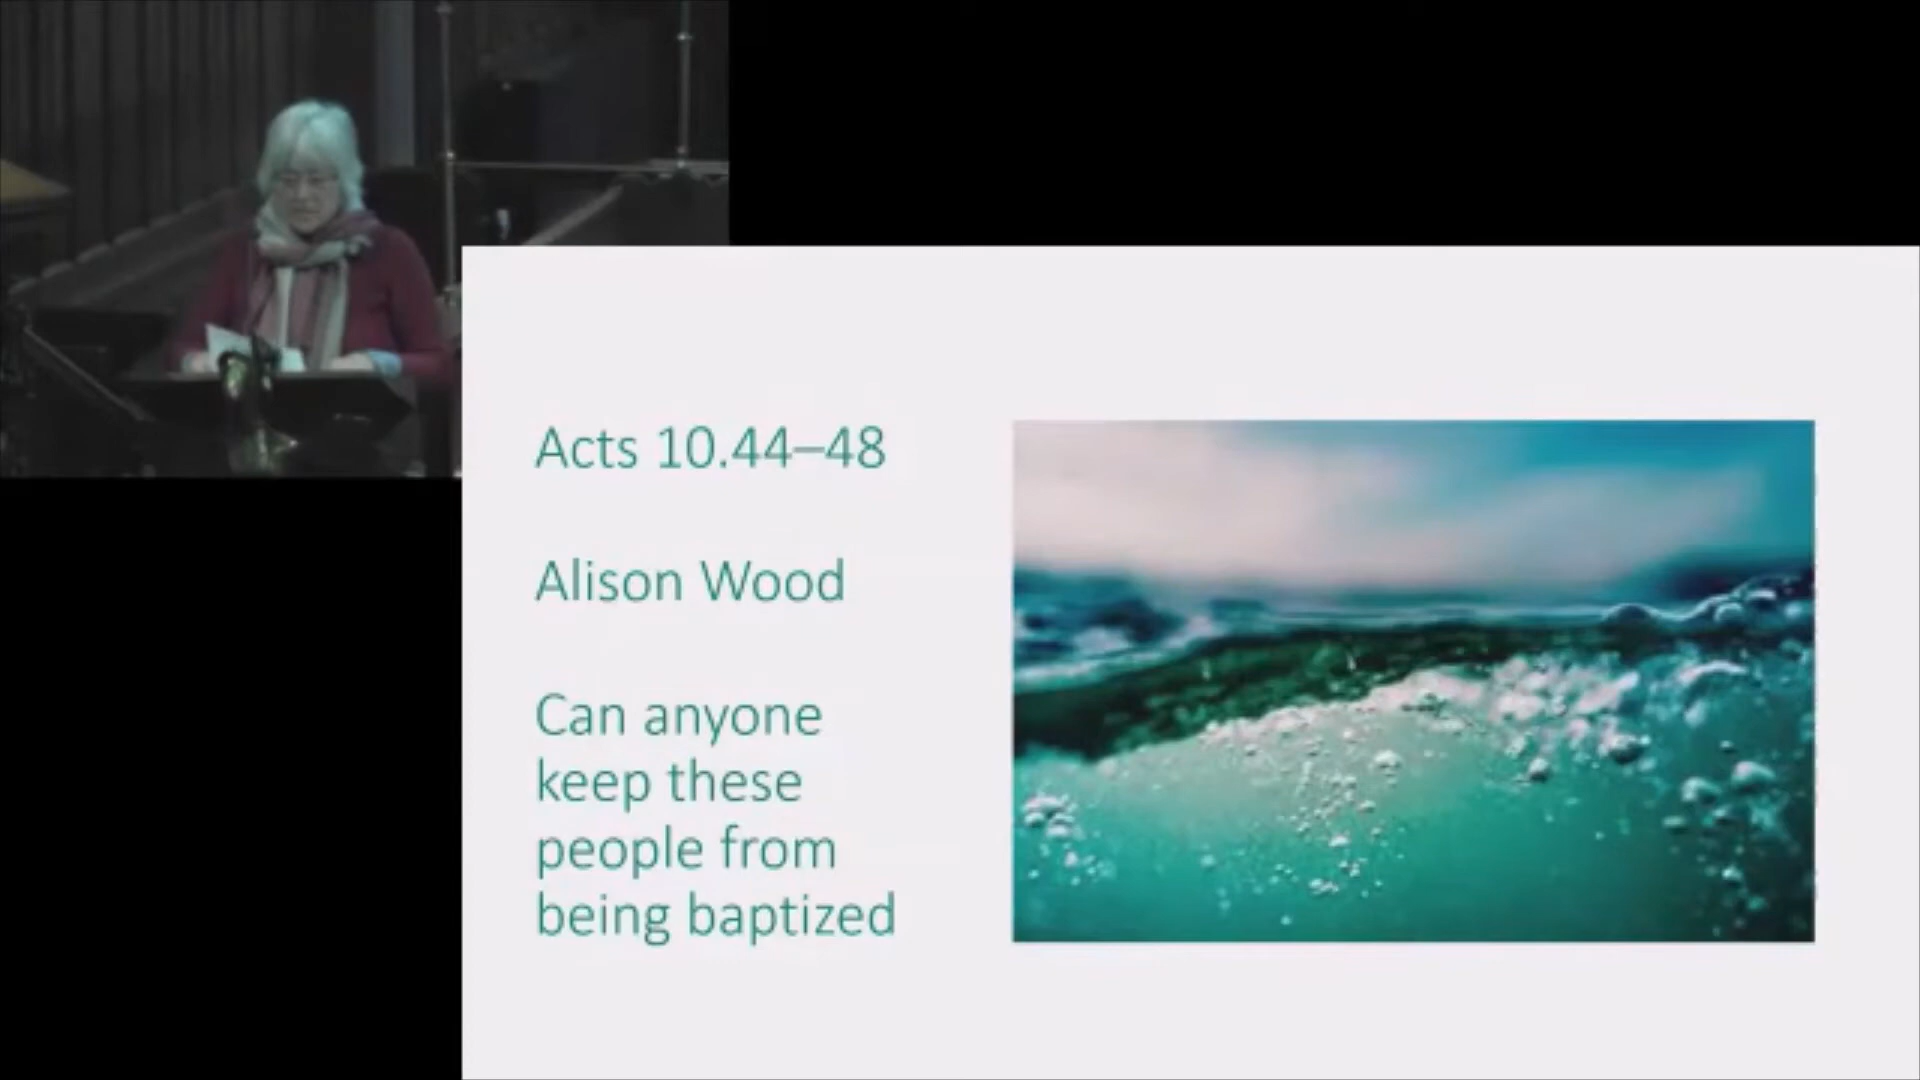 Acts 10.44–48
Alison Wood
Can anyone
keep these
people from
being baptized